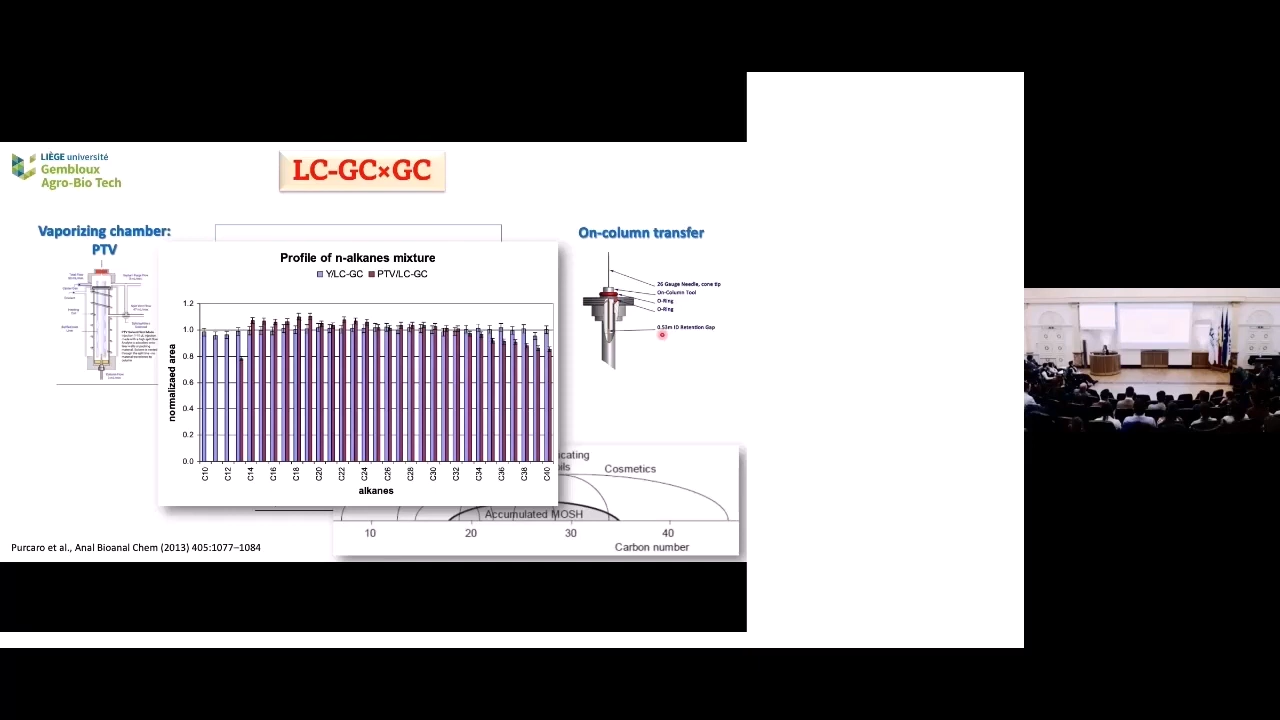 LIÈGE université
Gembloux
Agro-Bio Tech
LC-GC×GC
Vaporizing chamber:
PTV
On-column transfer
26 Gauge Needle, cone tip
On-Column Tool
O-Ring
O-Ring
0.53m ID Retention Gap
Profile of n-alkanes mixture
Y/LC-GC PTV/LC-GC
normalizaed area
1.2
1.0
0.8
0.6
0.4
0.2
0.0
C10 C12 C14 C16 C18 C20 C22 C24 C26 C28 C30 C32 C34 C36 C38 C40
alkanes
icating
oils
Cosmetics
Accumulated MOSH
10 20 30 40
Carbon number
Purcaro et al., Anal Bioanal Chem (2013) 405:1077–1084